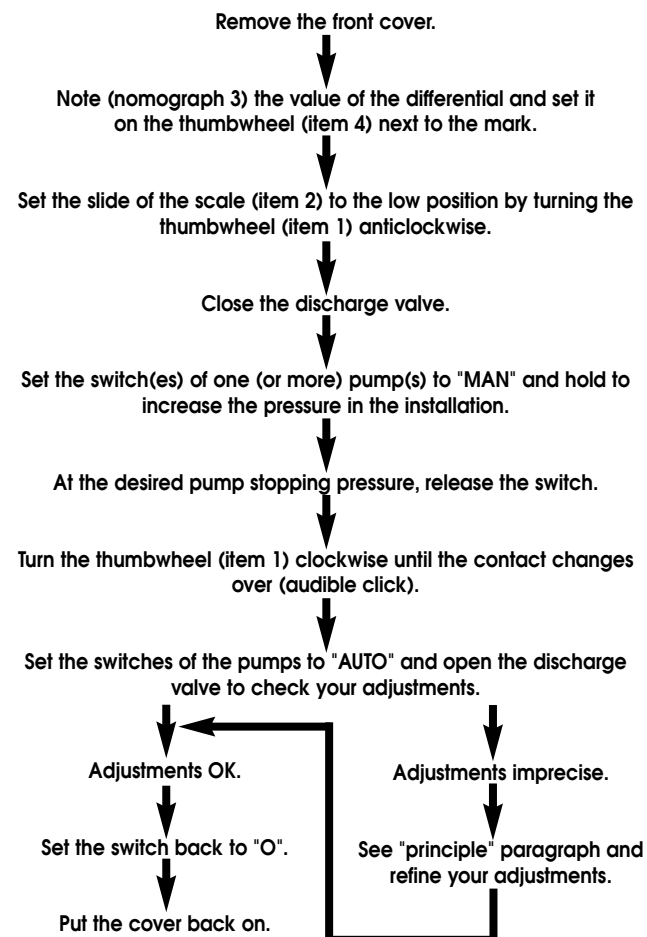 Remove the front cover.
Note (nomograph 3) the value of the differential and set it
on the thumbwheel (item 4) next to the mark.
Set the slide of the scale (item 2) to the low position by turning the
thumbwheel (item 1) anticlockwise.
Close the discharge valve.
Set the switch(es) of one (or more) pump(s) to "MAN" and hold to
increase the pressure in the installation.
At the desired pump stopping pressure, release the switch.
Turn the thumbwheel (item 1) clockwise until the contact changes
over (audible click).
Set the switches of the pumps to "AUTO" and open the discharge
valve to check your adjustments.
Adjustments OK.
Set the switch back to "O".
Put the cover back on.
Adjustments imprecise.
See "principle" paragraph and
refine your adjustments.